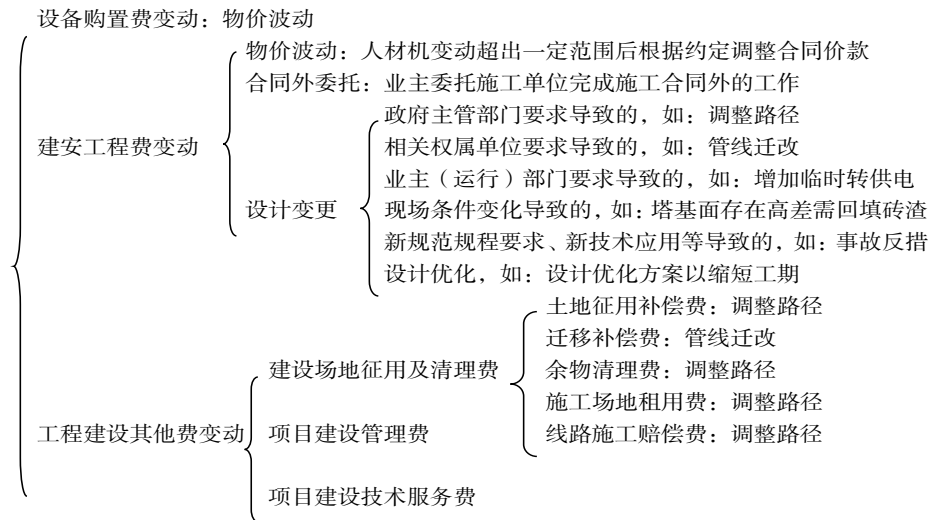 设备购置费变动：物价波动
物价波动：人材机变动超出一定范围后根据约定调整合同价款
合同外委托：业主委托施工单位完成施工合同外的工作
政府主管部门要求导致的，如：调整路径
建安工程费变动
相关权属单位要求导致的，如：管线迁改
业主（运行）部门要求导致的，如：增加临时转供电
设计变更
现场条件变化导致的，如：塔基面存在高差需回填砖渣
新规范规程要求、新技术应用等导致的，如：事故反措
设计优化，如：设计优化方案以缩短工期
土地征用补偿费：调整路径
迁移补偿费：管线迁改
建设场地征用及清理费
余物清理费：调整路径
施工场地租用费：调整路径
工程建设其他费变动
项目建设管理费
线路施工赔偿费：调整路径
项目建设技术服务费